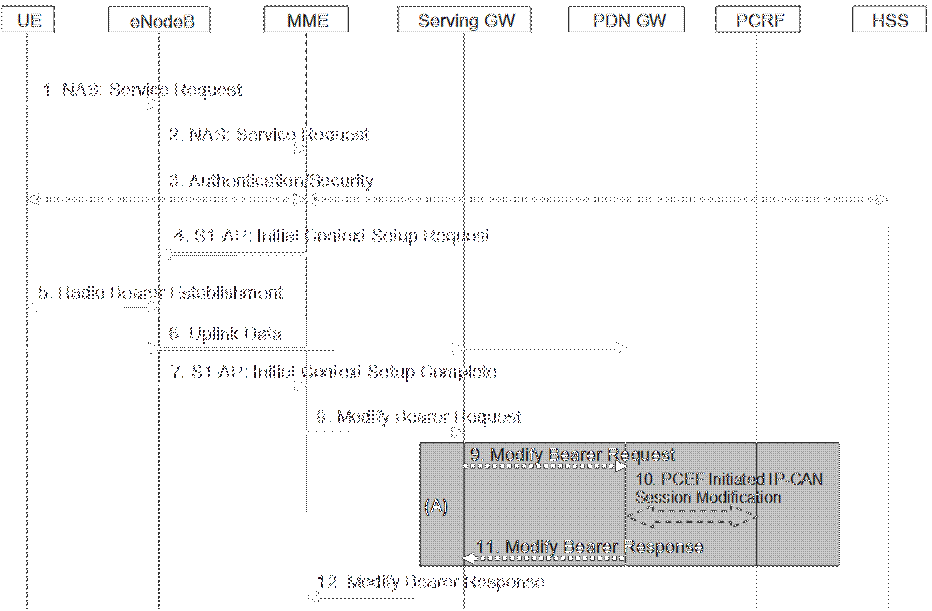 UE eNodeB MME Serving GW PDN GW PCRF HSS
1. NAS: Service Request
2. NAS: Service Request
3. Authentication/Security
4. S1-AP: Initial Context Setup Request
5. Radio Bearer Establishment
6. Uplink Data
7. S1-AP: Initial Context Setup Complete
8. Modify Bearer Request
9. Modify Bearer Request
10. PCEF Initiated IP-CAN
Session Modification
(A)
11. Modify Bearer Response
12. Modify Bearer Response